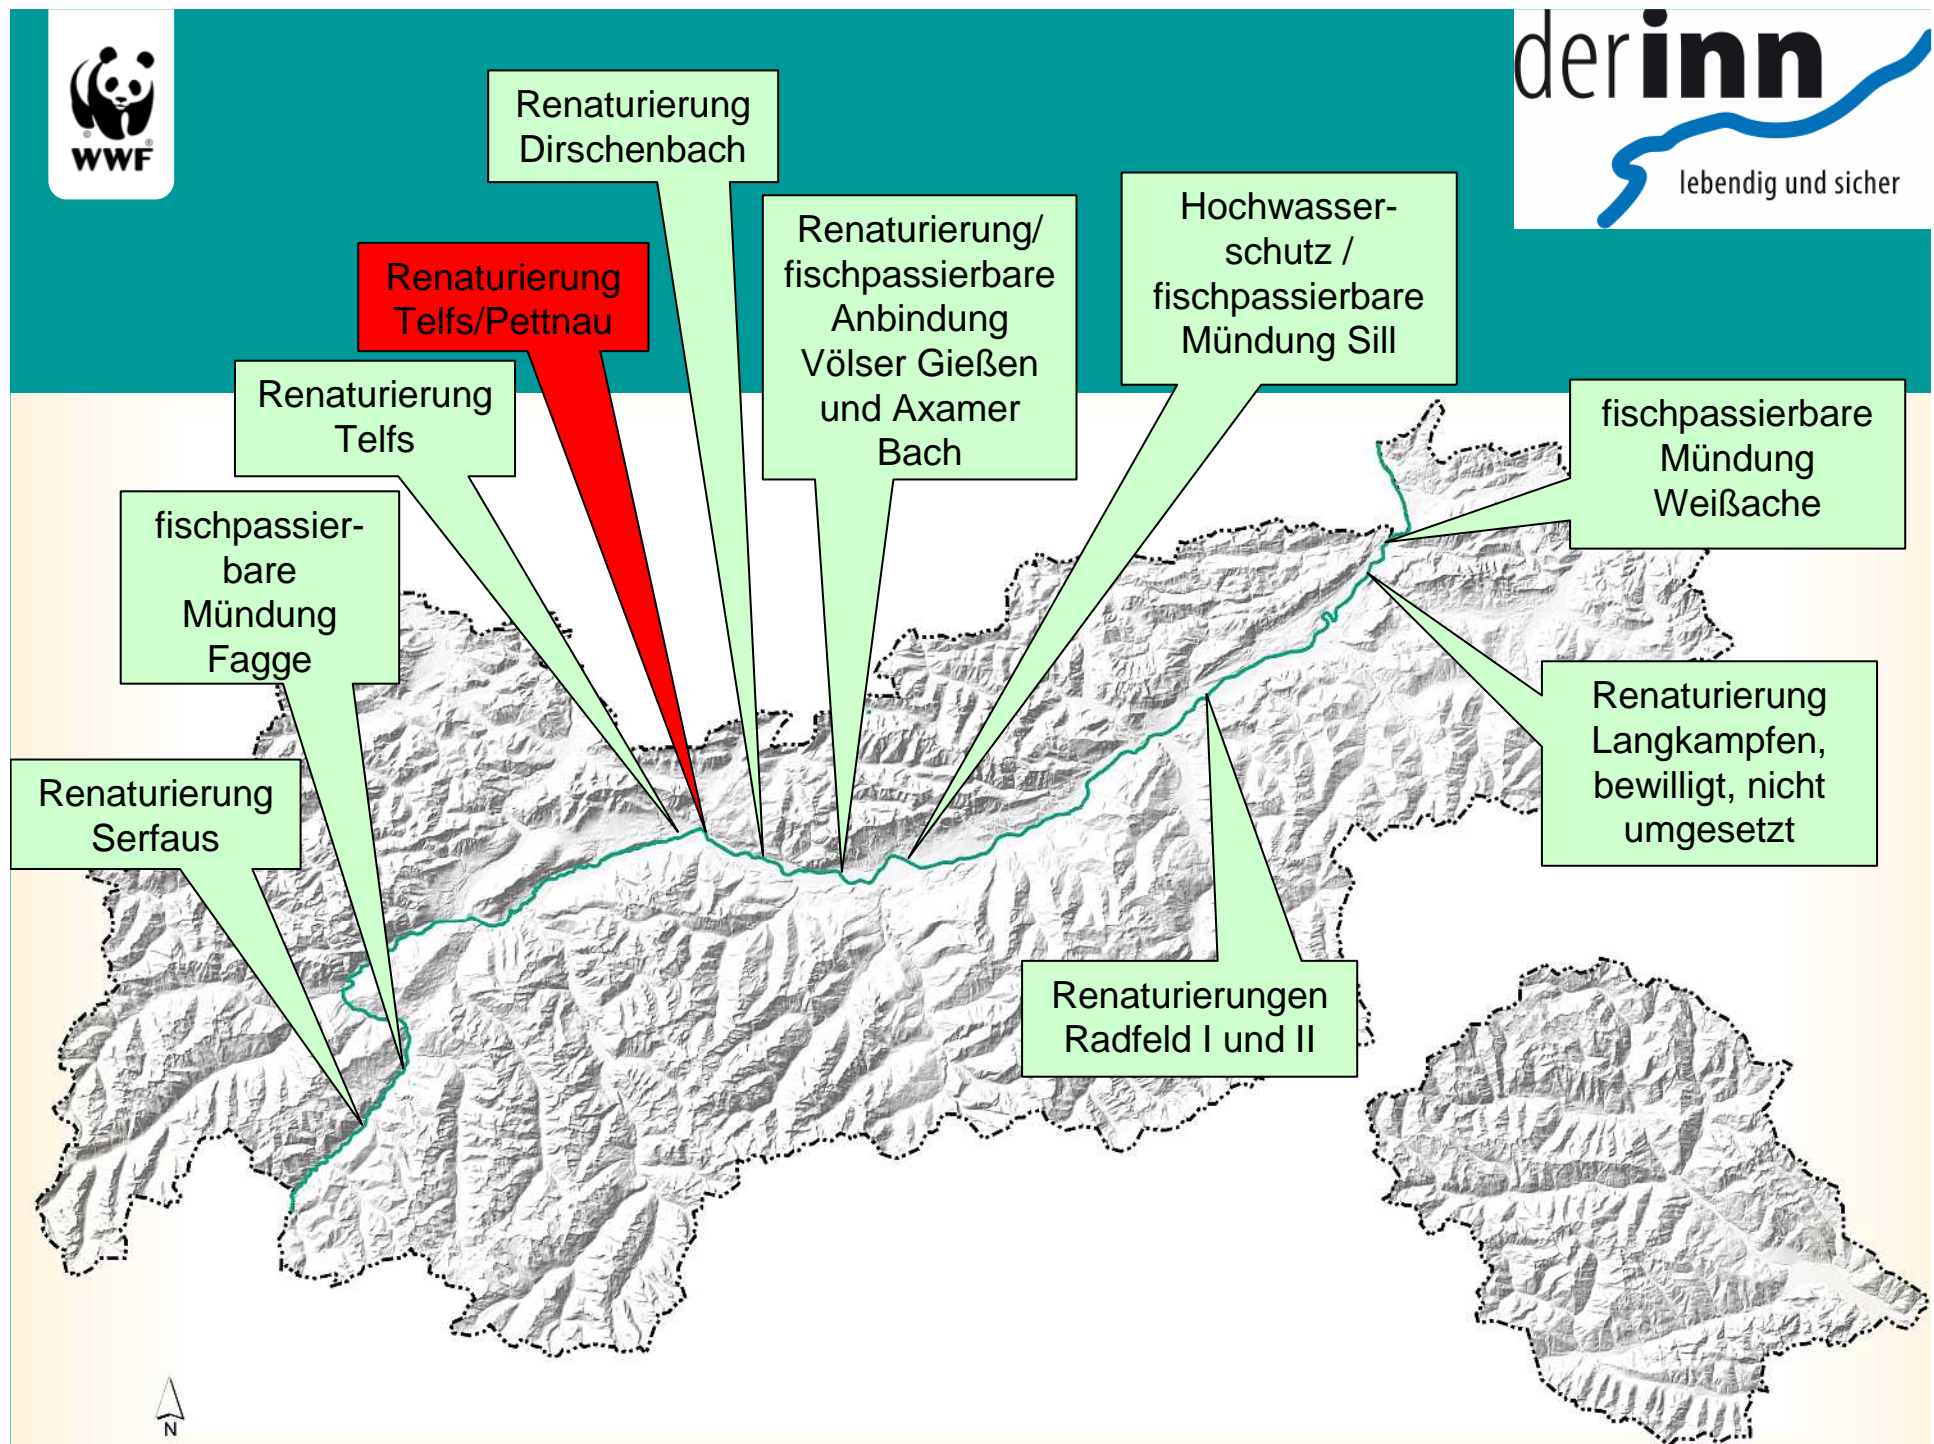 WWF
derinn
lebendig und sicher
Renaturierung
Dirschenbach
Renaturierung/
fischpassierbare
Anbindung
Völser Gießen
und Axamer
Bach
Hochwasser-
schutz /
fischpassierbare
Mündung Sill
Renaturierung
Telfs/Pettnau
Renaturierung
Telfs
fischpassierbare
Mündung
Weißache
fischpassier-
bare
Mündung
Fagge
Renaturierung
Langkampfen,
bewilligt, nicht
umgesetzt
Renaturierung
Serfaus
Renaturierungen
Radfeld I und II
N